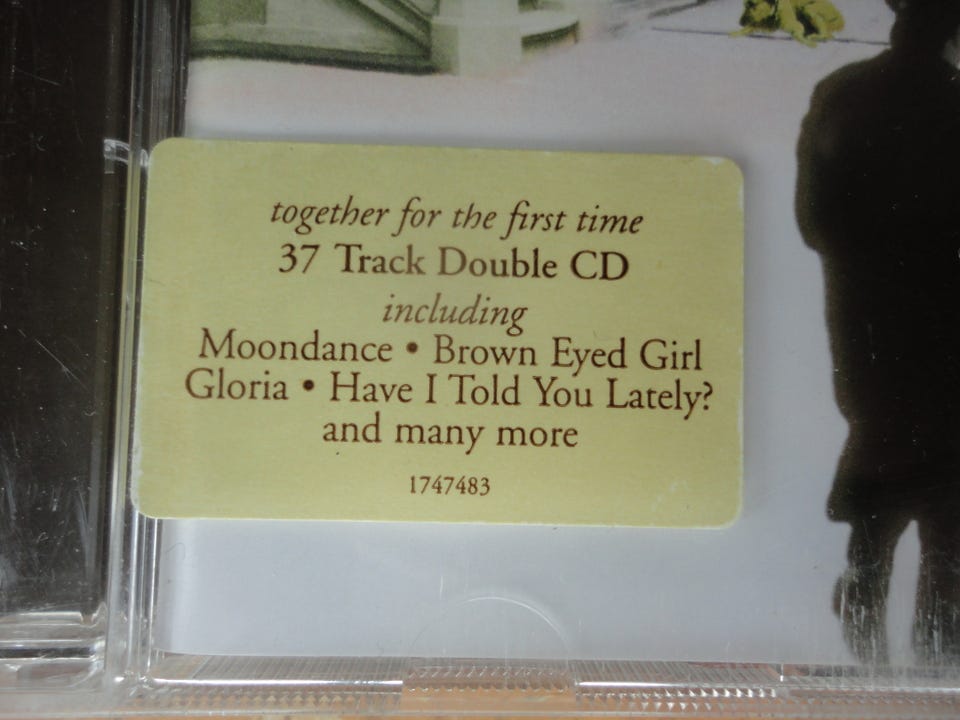 together for the first time
37 Track Double CD
including
Moondance • Brown Eyed Girl
Gloria • Have I Told You Lately?
and many more
1747483